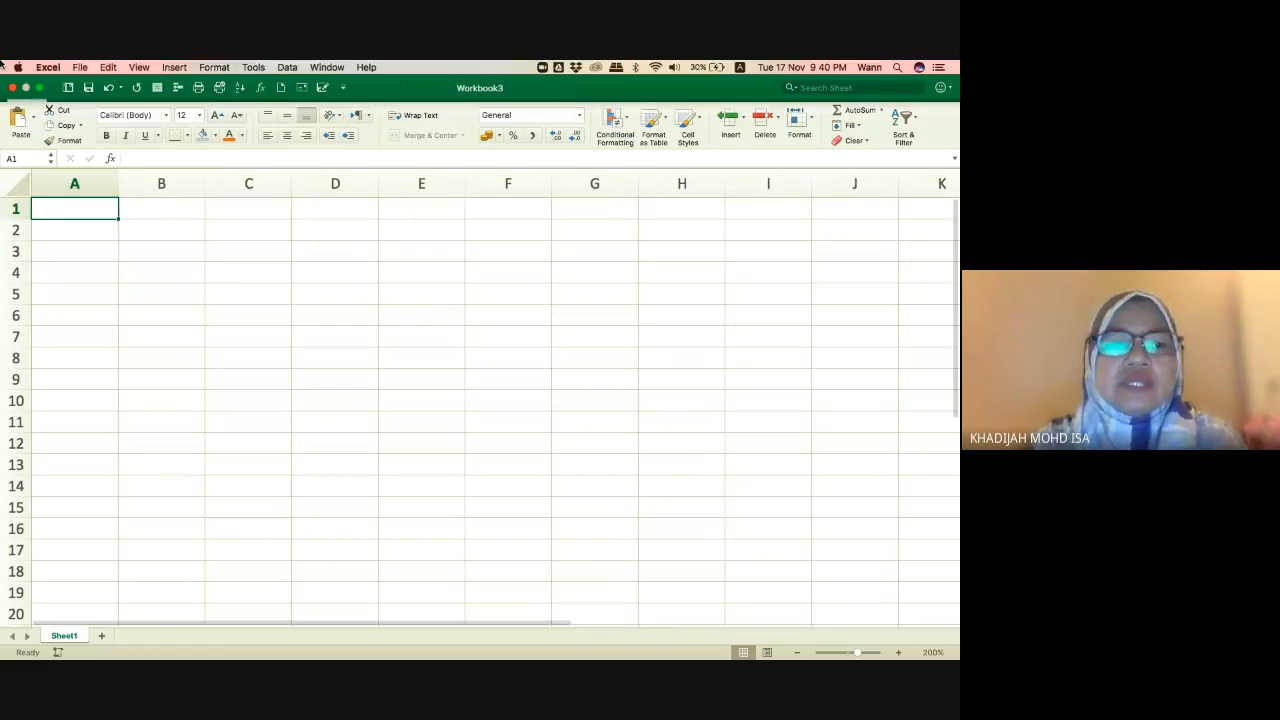 Excel File Edit View Insert Format Tools Data Window Help 30% A Tue 17 Nov 9:40 PM Wann
Workbook3
Search Sheet
Paste
Cut
Copy
Format
Calibri (Body) 12 A A
B I U A
Wrap Text
Merge & Center
General
%
Conditional Formatting
Format as Table
Cell Styles
Insert
Delete
Format
AutoSum
Fill
Clear
Sort & Filter
A1 fx
A B C D E F G H I J K
1
2
3
4
5
6
7
8
9
10
11
12
13
14
15
16
17
18
19
20
Sheet1 +
Ready
200%
KHADIJAH MOHD ISA